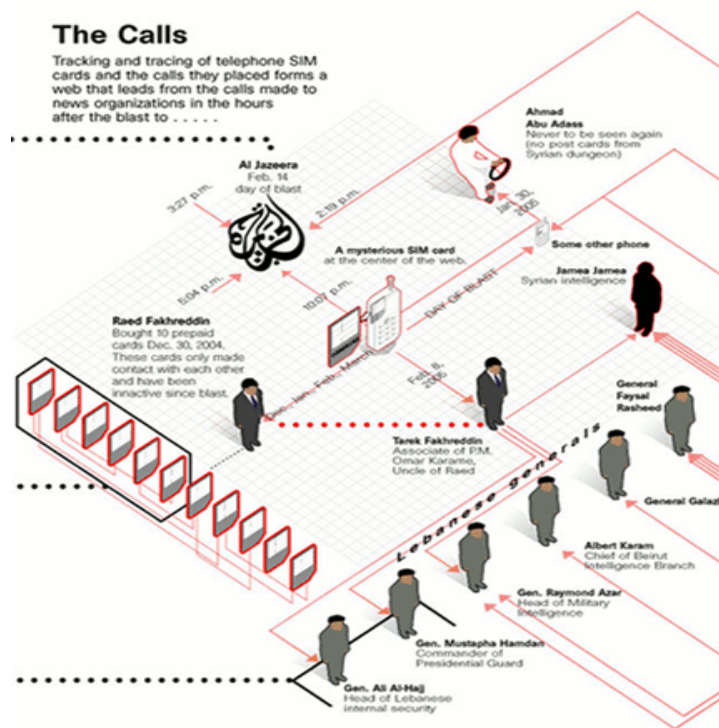 The Calls
Tracking and tracing of telephone SIM
cards and the calls they placed forms a
web that leads from the calls made to
news organizations in the hours
after the blast to . . . . .
Ahmad
Abu Adass
Never to be seen again
(no post cards from
Syrian dungeon)
Al Jazeera
Feb. 14
day of blast
3:27 p.m.
2:19 p.m.
Jan. 30,
2005
Some other phone
A mysterious SIM card
at the center of the web.
Jamea Jamea
Syrian intelligence
5:04 p.m.
10:07 p.m.
DAY OF BLAST
Raed Fakhreddin
Bought 10 prepaid
cards Dec. 30, 2004.
These cards only made
contact with each other
and have been
innactive since blast.
Dec., Jan., Feb., March
Feb. 8,
2005
General
Faysal
Rasheed
Tarek Fakhreddin
Associate of P.M.
Omar Karame,
Uncle of Raed
Lebanese generals
General Galazi
Albert Karam
Chief of Beirut
Intelligence Branch
Gen. Raymond Azar
Head of Military
Intelligence
Gen. Mustapha Hamdan
Commander of
Presidential Guard
Gen. Ali Al-Hajj
Head of Lebanese
internal security